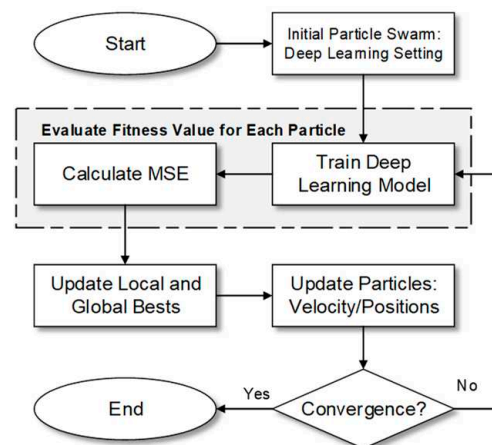 Start
Initial Particle Swarm:
Deep Learning Setting
Evaluate Fitness Value for Each Particle
Calculate MSE
Train Deep
Learning Model
Update Local and
Global Bests
Update Particles:
Velocity/Positions
Yes
No
End
Convergence?